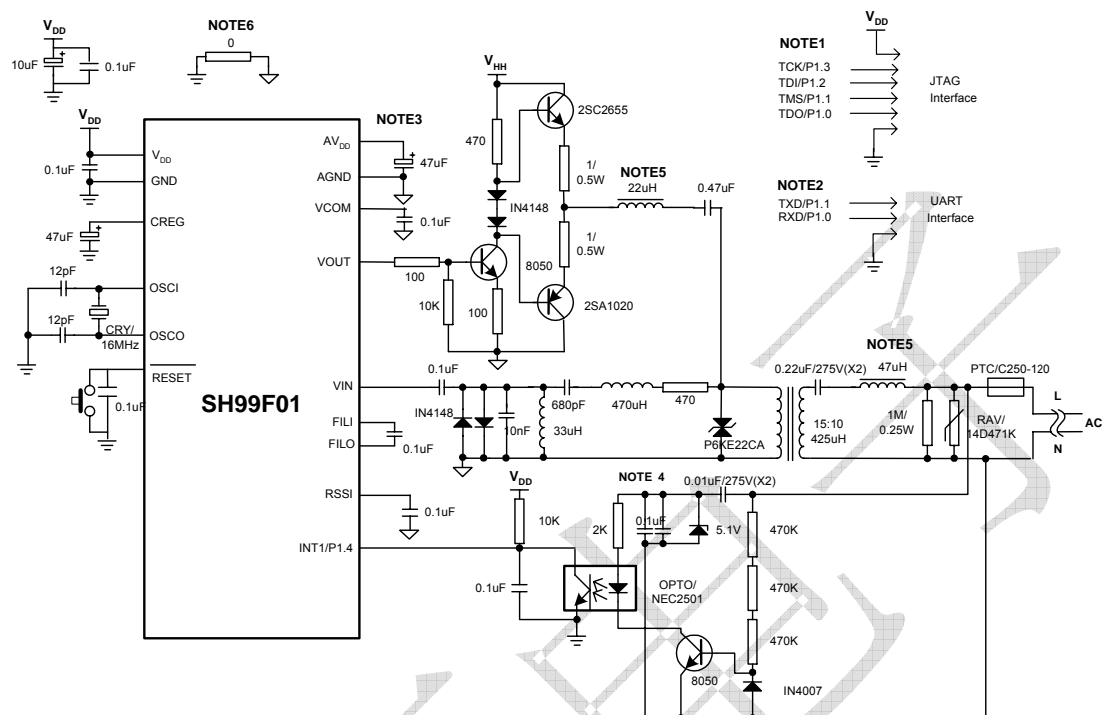 VDD
10uF
+
0.1uF
NOTE6
0
VDD
0.1uF
47uF
+
12pF
12pF
CRY/
16MHz
0.1uF
VDD
GND
CREG
OSCI
OSCO
RESET
SH99F01
AVDD
AGND
VCOM
VOUT
VIN
FILI
FILO
RSSI
INT1/P1.4
NOTE3
+
47uF
0.1uF
VHH
470
2SC2655
1/
0.5W
IN4148
1/
0.5W
8050
2SA1020
100
10K
100
NOTE5
22uH
0.47uF
NOTE1
TCK/P1.3
TDI/P1.2
TMS/P1.1
TDO/P1.0
VDD
JTAG
Interface
NOTE2
TXD/P1.1
RXD/P1.0
UART
Interface
0.1uF
IN4148
10nF
33uH
680pF
470uH
470
P6KE22CA
15:10
425uH
0.22uF/275V(X2)
NOTE5
47uH
PTC/C250-120
1M/
0.25W
RAV/
14D471K
L
AC
N
0.1uF
0.1uF
VDD
10K
0.1uF
NOTE 4
2K
0.1uF
5.1V
0.01uF/275V(X2)
470K
470K
470K
OPTO/
NEC2501
8050
IN4007